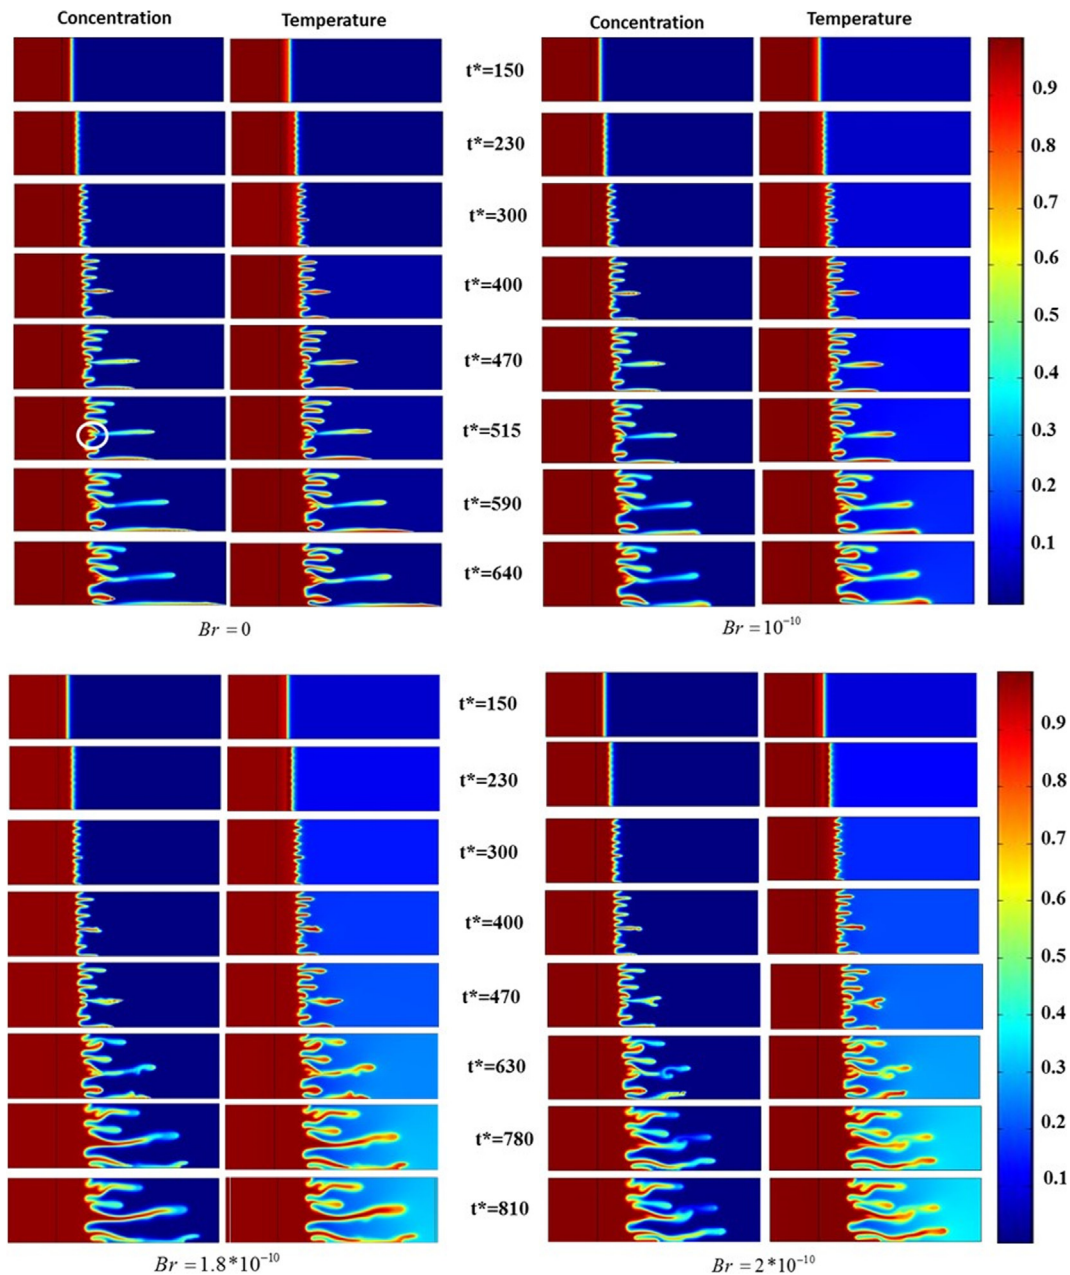 Concentration Temperature Concentration Temperature
t*=150
0.9
t*=230
0.8
t*=300
0.7
0.6
t*=400
0.5
t*=470
0.4
t*=515
0.3
0.2
t*=590
0.1
t*=640
Br = 0
Br = 10⁻¹⁰
t*=150
0.9
t*=230
0.8
0.7
t*=300
0.6
t*=400
0.5
t*=470
0.4
t*=630
0.3
t*=780
0.2
0.1
t*=810
Br = 1.8*10⁻¹⁰
Br = 2*10⁻¹⁰